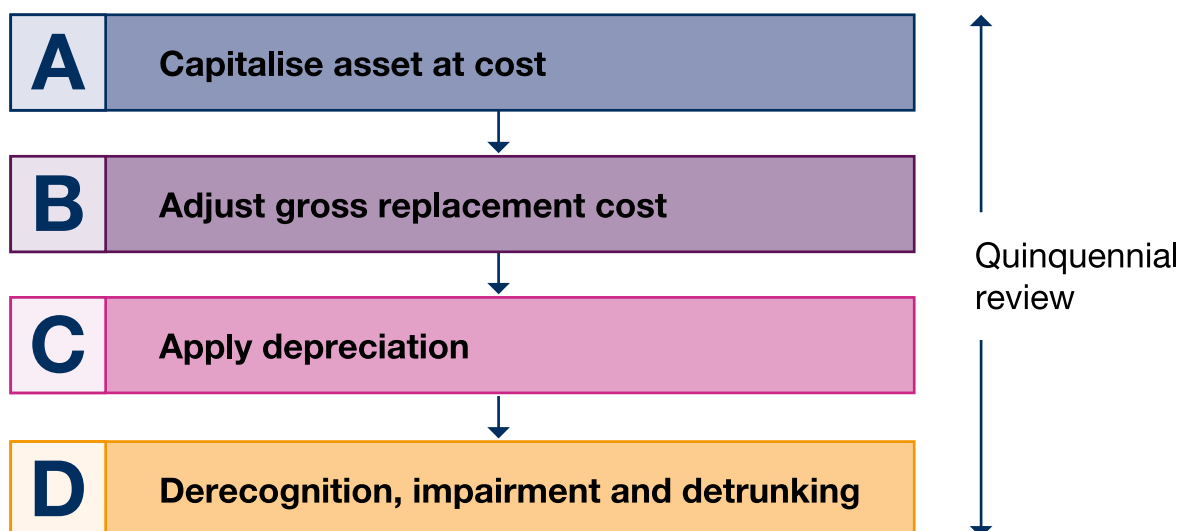 A Capitalise asset at cost
B Adjust gross replacement cost
C Apply depreciation
D Derecognition, impairment and detrunking
Quinquennial
review